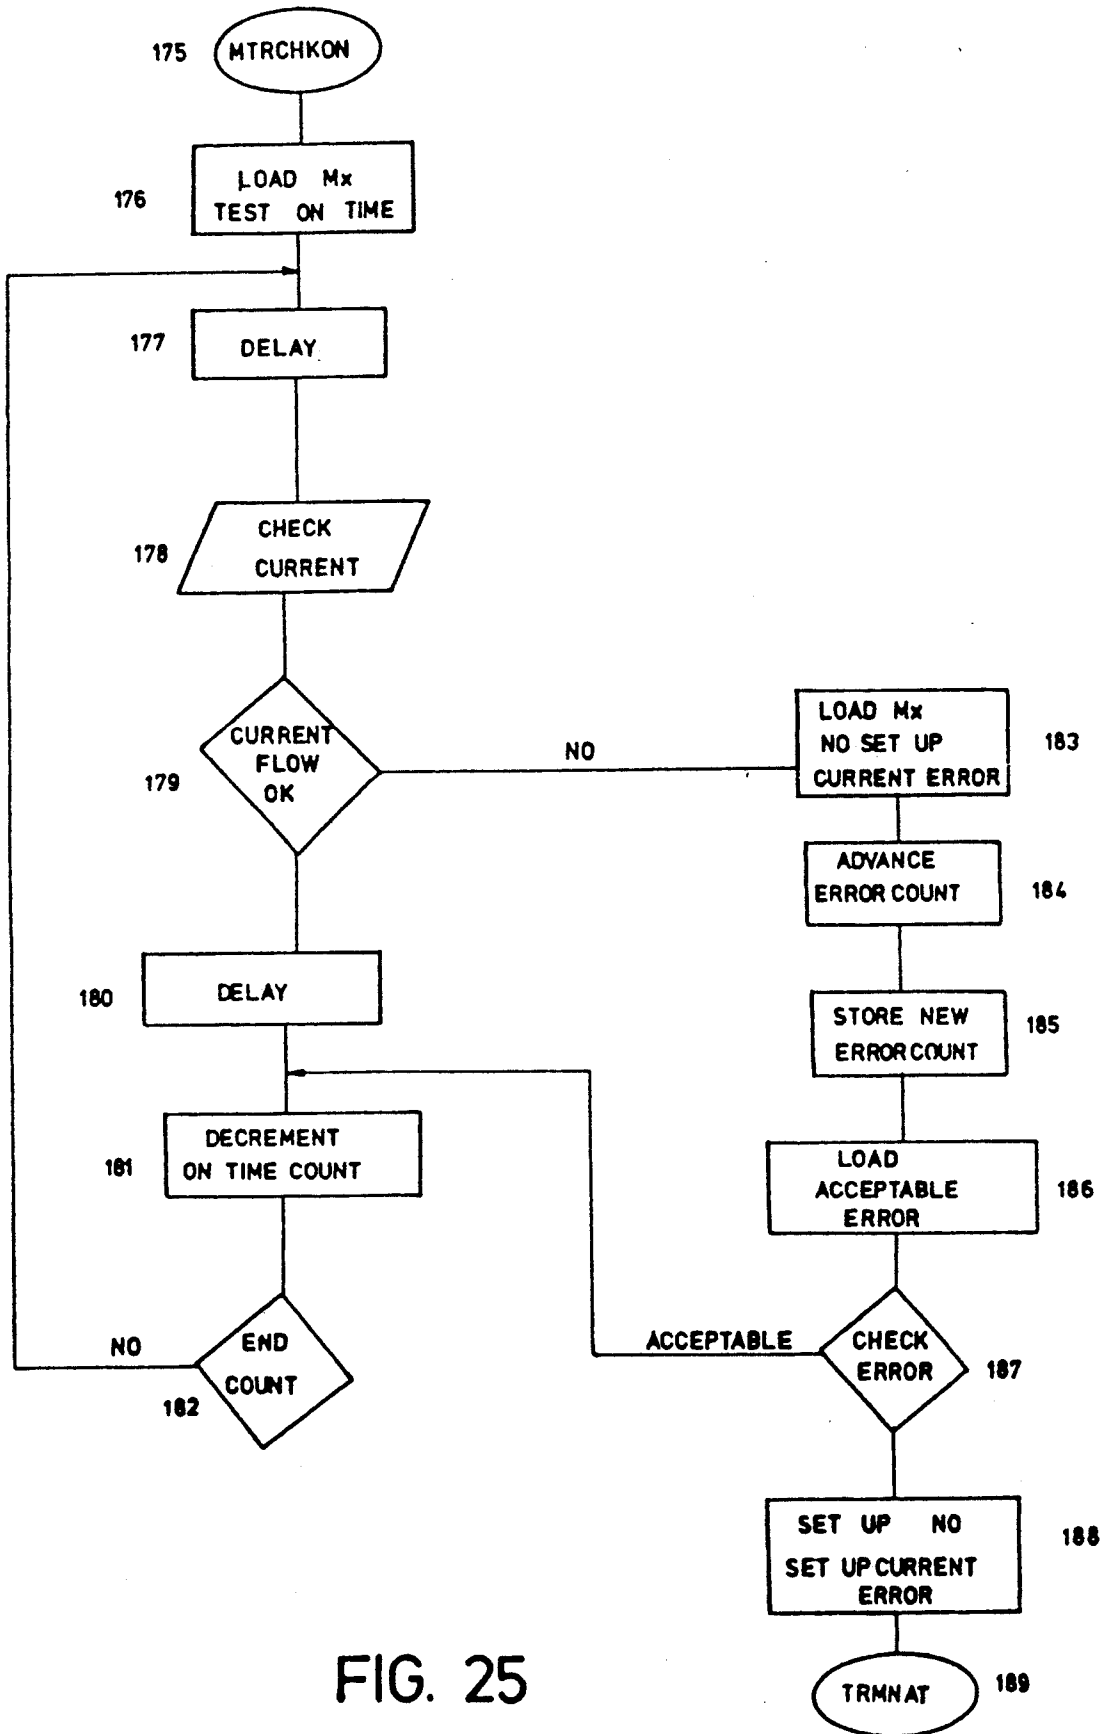 175 MTRCHKON
176
LOAD Mx
TEST ON TIME
177 DELAY
178
CHECK
CURRENT
179
CURRENT
FLOW
OK
NO
180 DELAY
181
DECREMENT
ON TIME COUNT
182
END
COUNT
NO
LOAD Mx
NO SET UP
CURRENT ERROR
183
ADVANCE
ERROR COUNT
184
STORE NEW
ERROR COUNT
185
LOAD
ACCEPTABLE
ERROR
186
ACCEPTABLE
CHECK
ERROR
187
SET UP NO
SET UP CURRENT
ERROR
188
TRMNAT 189
FIG. 25